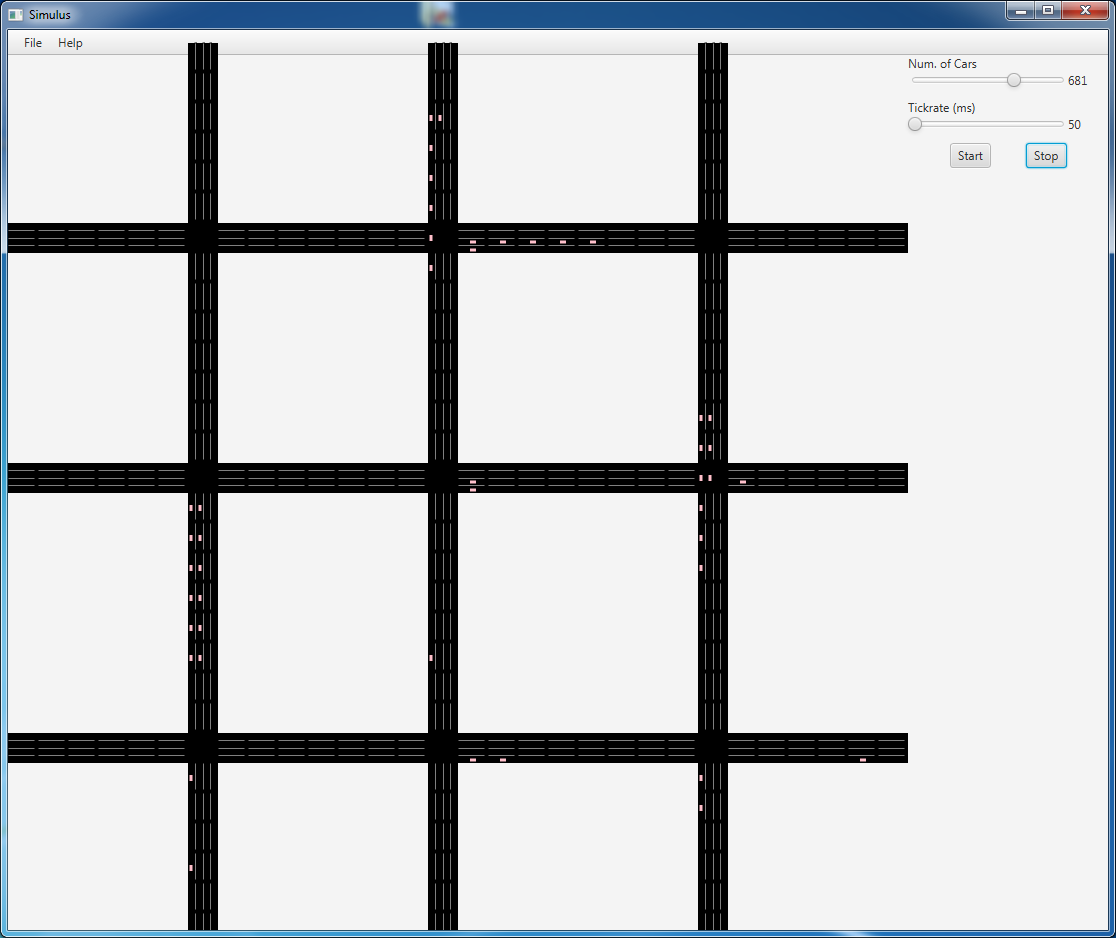 Simulus
File Help
Num. of Cars
681
Tickrate (ms)
50
Start Stop